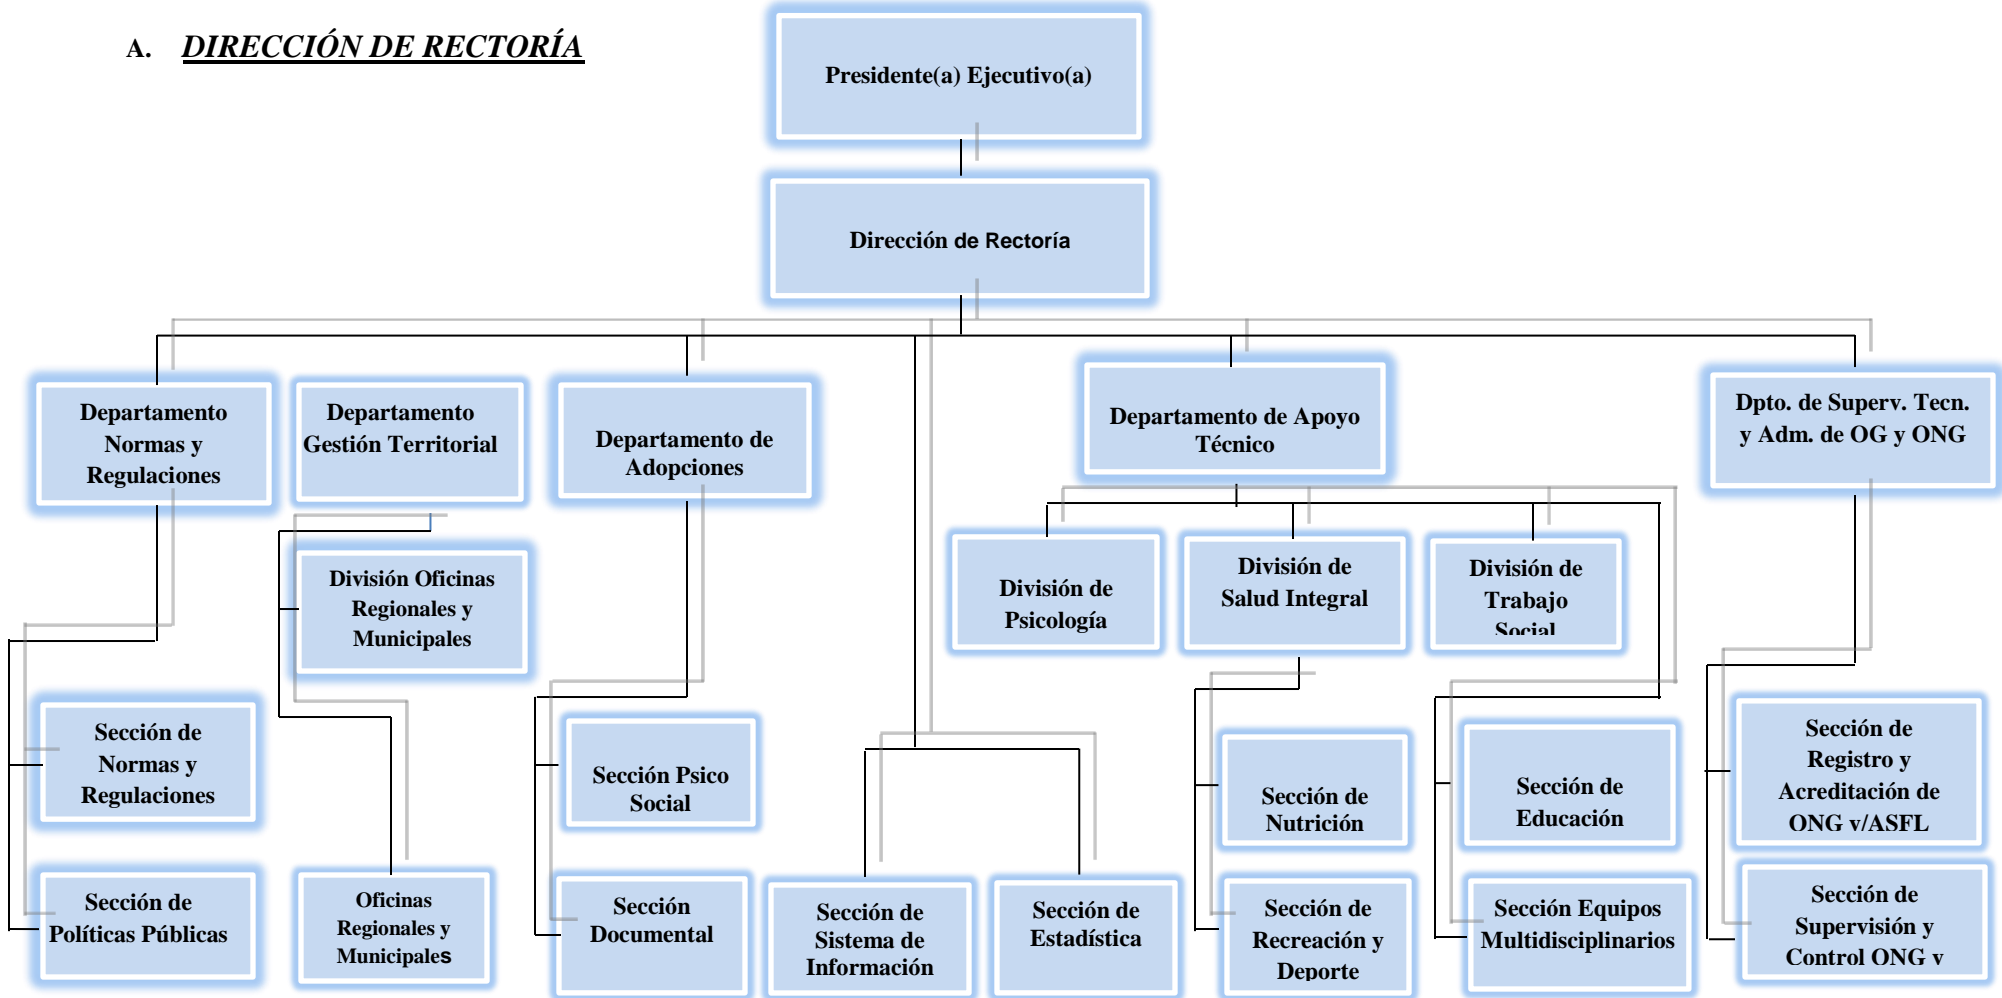 A. DIRECCIÓN DE RECTORÍA
Presidente(a) Ejecutivo(a)
Dirección de Rectoría
Departamento
Normas y
Regulaciones
Departamento
Gestión Territorial
Departamento de
Adopciones
Departamento de Apoyo
Técnico
Dpto. de Superv. Tecn.
y Adm. de OG y ONG
División Oficinas
Regionales y
Municipales
División de
Psicología
División de
Salud Integral
División de
Trabajo
Social
Sección de
Normas y
Regulaciones
Sección Psico
Social
Sección de
Nutrición
Sección de
Educación
Sección de
Registro y
Acreditación de
ONG v/ASFL
Sección de
Políticas Públicas
Oficinas
Regionales y
Municipales
Sección
Documental
Sección de
Sistema de
Información
Sección de
Estadística
Sección de
Recreación y
Deporte
Sección Equipos
Multidisciplinarios
Sección de
Supervisión y
Control ONG v